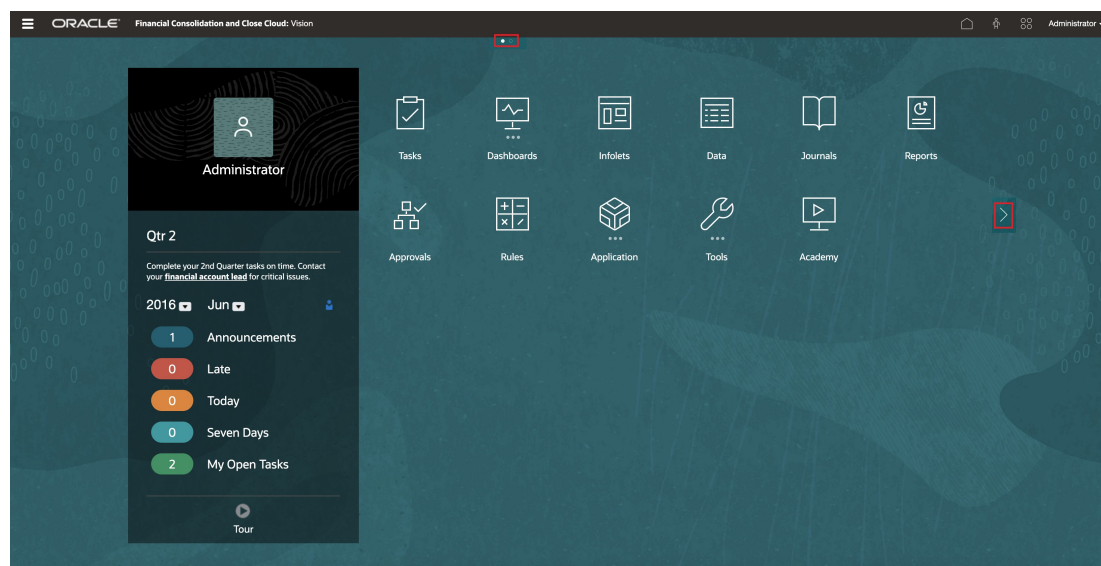 ORACLE Financial Consolidation and Close Cloud: Vision Administrator
Administrator
Tasks Dashboards Infolets Data Journals Reports
Approvals Rules Application Tools Academy
Qtr 2
Complete your 2nd Quarter tasks on time. Contact
your financial account lead for critical issues.
2016 Jun
1 Announcements
0 Late
0 Today
0 Seven Days
2 My Open Tasks
Tour